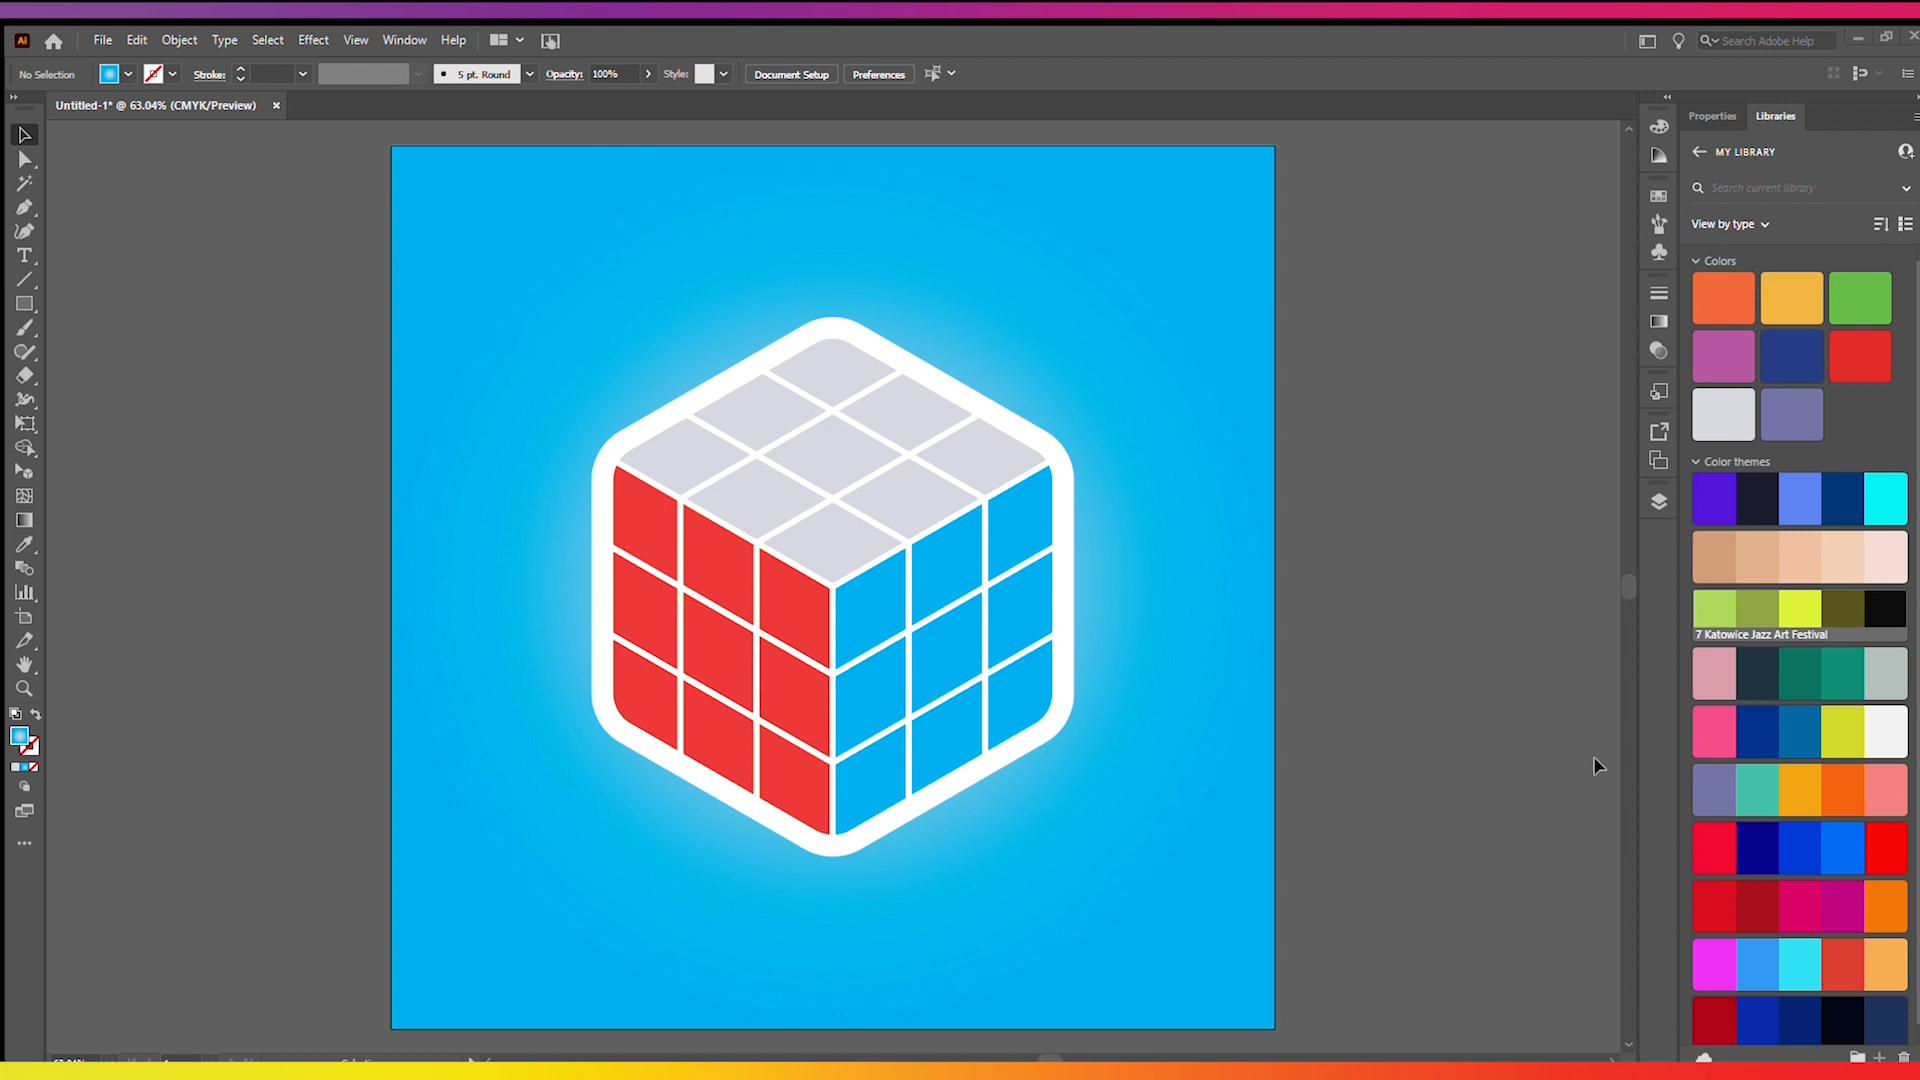 Ai File Edit Object Type Select Effect View Window Help Search Adobe Help
No Selection Stroke: 5 pt. Round Opacity: 100% Style: Document Setup Preferences
Untitled-1* @ 63.04% (CMYK/Preview)
Properties Libraries
MY LIBRARY
Search current library
View by type
Colors
Color themes
7 Katowice Jazz Art Festival